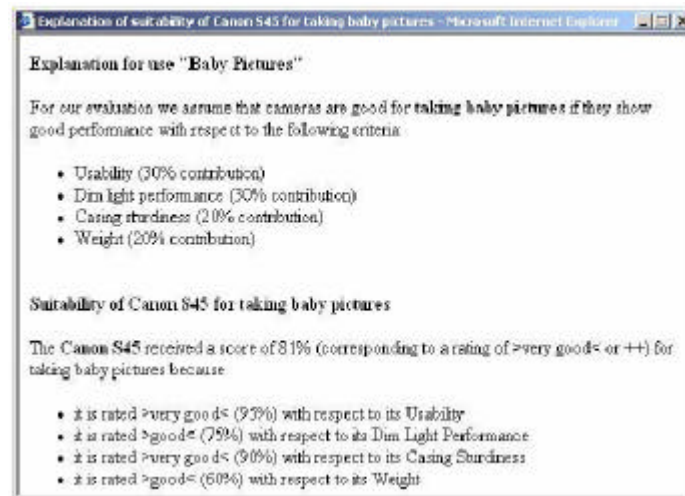 Explanation of suitability of Canon S45 for taking baby pictures - Microsoft Internet Explorer
Explanation for use "Baby Pictures"
For our evaluation we assume that cameras are good for taking baby pictures if they show
good performance with respect to the following criteria
• Usability (30% contribution)
• Dim light performance (30% contribution)
• Casing sturdiness (20% contribution)
• Weight (20% contribution)
Suitability of Canon S45 for taking baby pictures
The Canon S45 received a score of 81% (corresponding to a rating of >very good< or ++) for
taking baby pictures because
• it is rated >very good< (95%) with respect to its Usability
• it is rated >good< (75%) with respect to its Dim Light Performance
• it is rated >very good< (90%) with respect to its Casing Sturdiness
• it is rated >good< (60%) with respect to its Weight